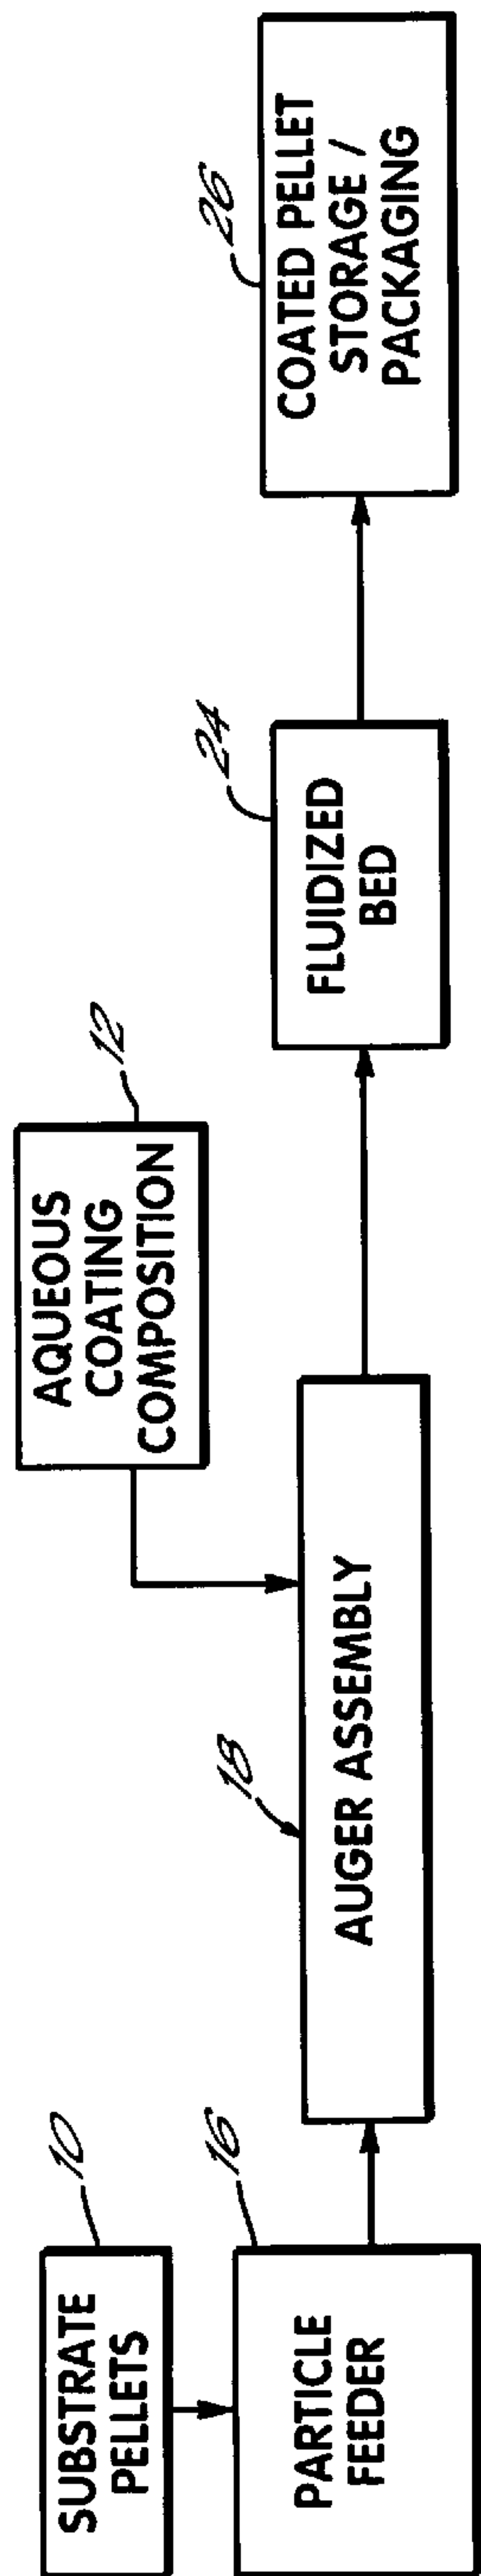 SUBSTRATE
PELLETS
10
PARTICLE
FEEDER
16
AUGER ASSEMBLY
18
AQUEOUS
COATING
COMPOSITION
12
FLUIDIZED
BED
24
COATED PELLET
STORAGE /
PACKAGING
26